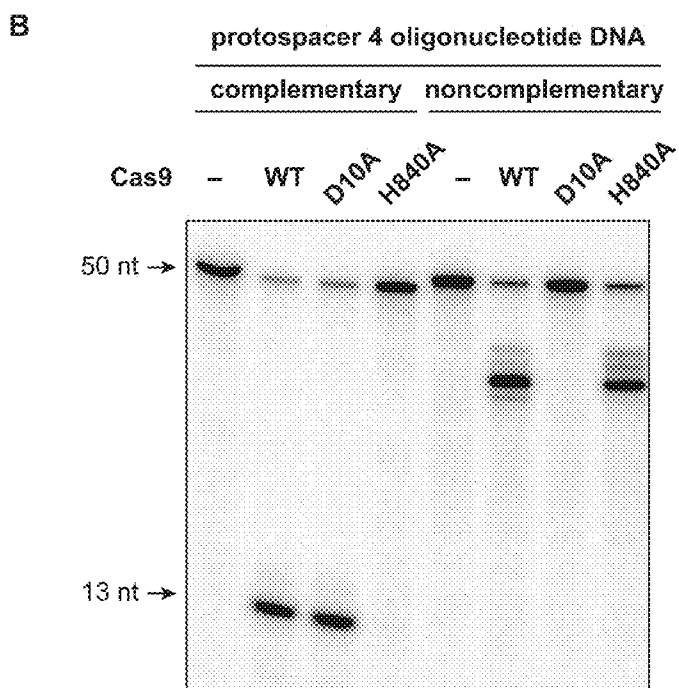 B
protospacer 4 oligonucleotide DNA
complementary noncomplementary
Cas9 – WT D10A H840A – WT D10A H840A
50 nt →
13 nt →